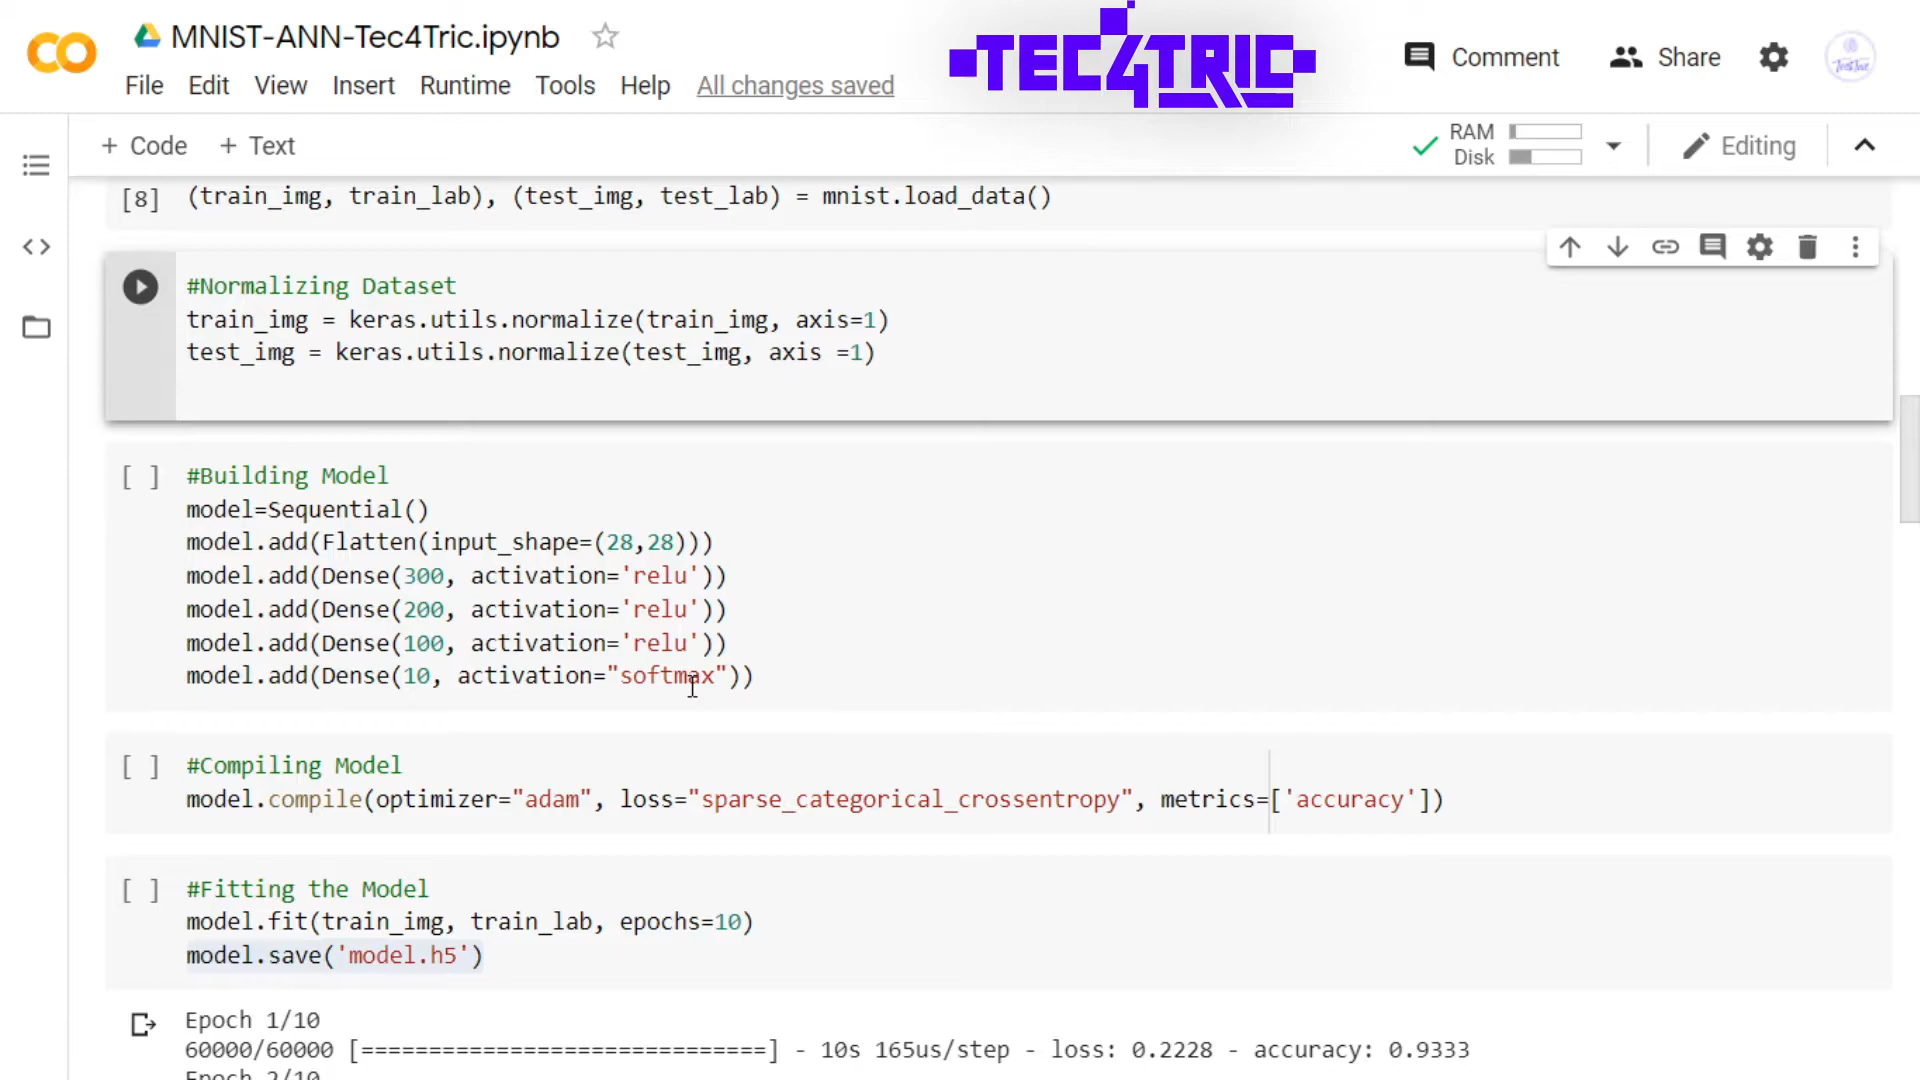 MNIST-ANN-Tec4Tric.ipynb
TEC4TRIC
Comment
Share
File Edit View Insert Runtime Tools Help All changes saved
+ Code + Text
RAM
Disk
Editing
[8] (train_img, train_lab), (test_img, test_lab) = mnist.load_data()
#Normalizing Dataset
train_img = keras.utils.normalize(train_img, axis=1)
test_img = keras.utils.normalize(test_img, axis =1)
[ ] #Building Model
model=Sequential()
model.add(Flatten(input_shape=(28,28)))
model.add(Dense(300, activation='relu'))
model.add(Dense(200, activation='relu'))
model.add(Dense(100, activation='relu'))
model.add(Dense(10, activation="softmax"))
[ ] #Compiling Model
model.compile(optimizer="adam", loss="sparse_categorical_crossentropy", metrics=['accuracy'])
[ ] #Fitting the Model
model.fit(train_img, train_lab, epochs=10)
model.save('model.h5')
Epoch 1/10
60000/60000 [==============================] - 10s 165us/step - loss: 0.2228 - accuracy: 0.9333
Epoch 2/10